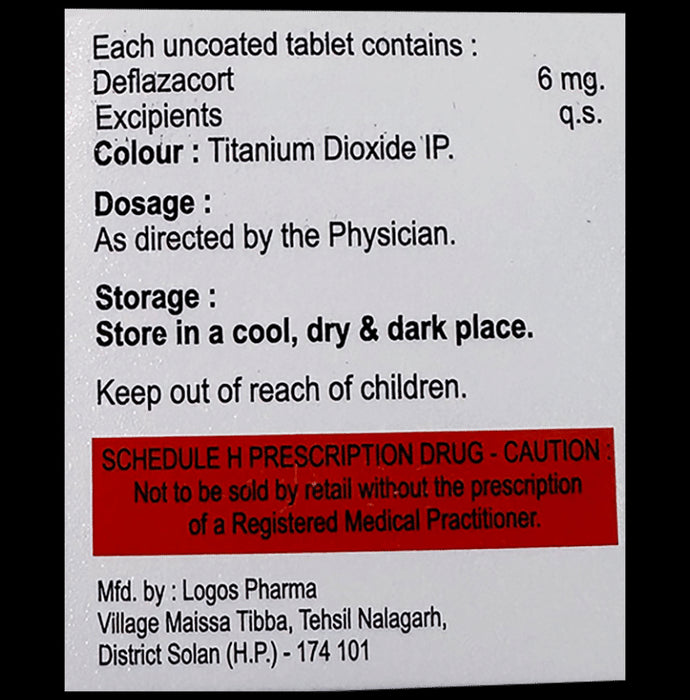 Each uncoated tablet contains :
Deflazacort 6 mg.
Excipients q.s.
Colour : Titanium Dioxide IP.
Dosage :
As directed by the Physician.
Storage :
Store in a cool, dry & dark place.
Keep out of reach of children.
SCHEDULE H PRESCRIPTION DRUG - CAUTION :
Not to be sold by retail without the prescription
of a Registered Medical Practitioner.
Mfd. by : Logos Pharma
Village Maissa Tibba, Tehsil Nalagarh,
District Solan (H.P.) - 174 101